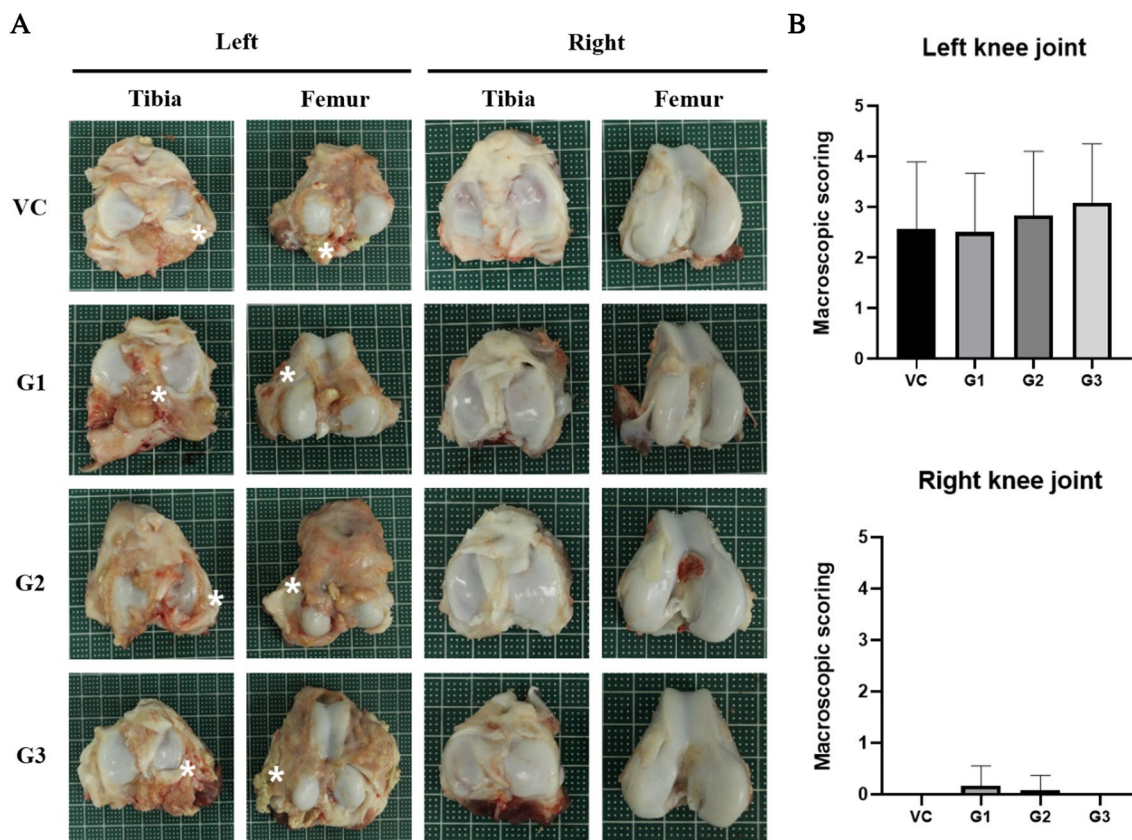 A
Left
Right
Tibia
Femur
Tibia
Femur
VC
*
*
G1
*
*
G2
*
*
G3
*
*
B
Left knee joint
Macroscopic scoring
5
4
3
2
1
0
VC G1 G2 G3
Right knee joint
Macroscopic scoring
5
4
3
2
1
0
VC G1 G2 G3